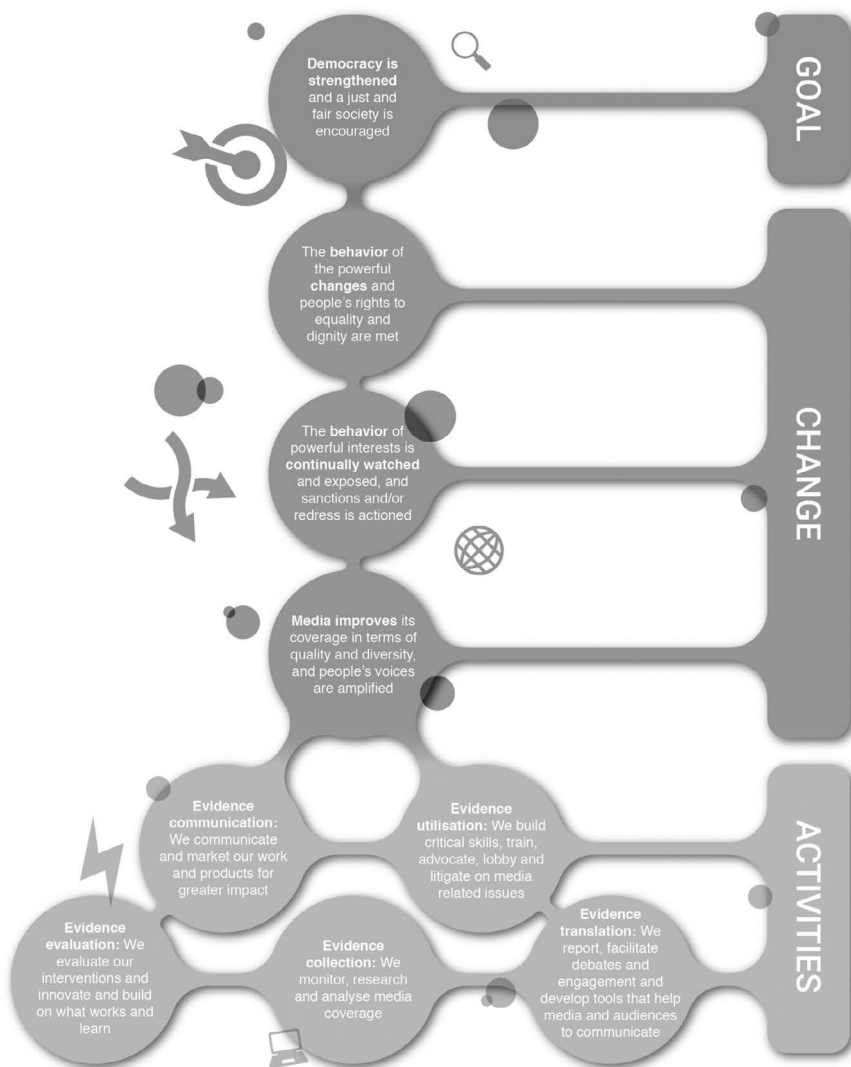 Democracy is
strengthened
and a just and
fair society is
encouraged
GOAL
The behavior of
the powerful
changes and
people's rights to
equality and
dignity are met
The behavior of
powerful interests is
continually watched
and exposed, and
sanctions and/or
redress is actioned
CHANGE
Media improves its
coverage in terms of
quality and diversity,
and people's voices
are amplified
Evidence
communication:
We communicate
and market our work
and products for
greater impact
Evidence
utilisation: We build
critical skills, train,
advocate, lobby and
litigate on media
related issues
ACTIVITIES
Evidence
evaluation: We
evaluate our
interventions and
innovate and build
on what works and
learn
Evidence
collection: We
monitor, research
and analyse media
coverage
Evidence
translation: We
report, facilitate
debates and
engagement and
develop tools that help
media and audiences
to communicate